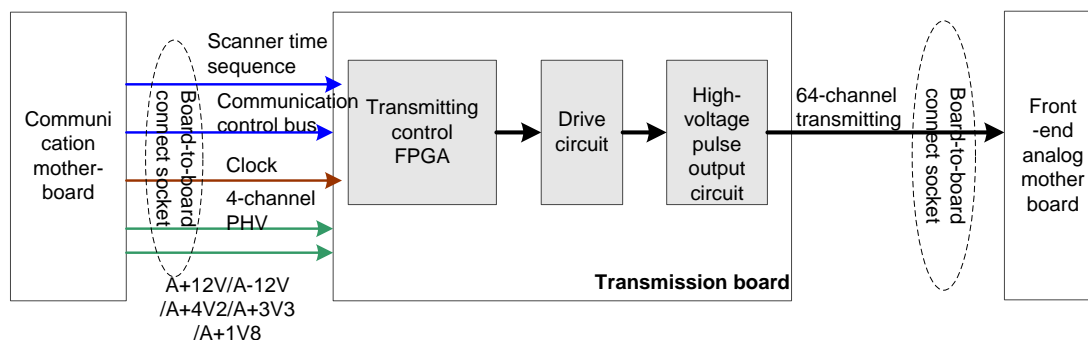 Communi
cation
mother-
board
Board-to-board
connect socket
Scanner time
sequence
Communication
control bus
Clock
4-channel
PHV
A+12V/A-12V
/A+4V2/A+3V3
/A+1V8
Transmitting
control
FPGA
Drive
circuit
High-
voltage
pulse
output
circuit
Transmission board
64-channel
transmitting
Board-to-board
connect socket
Front
-end
analog
mother
board